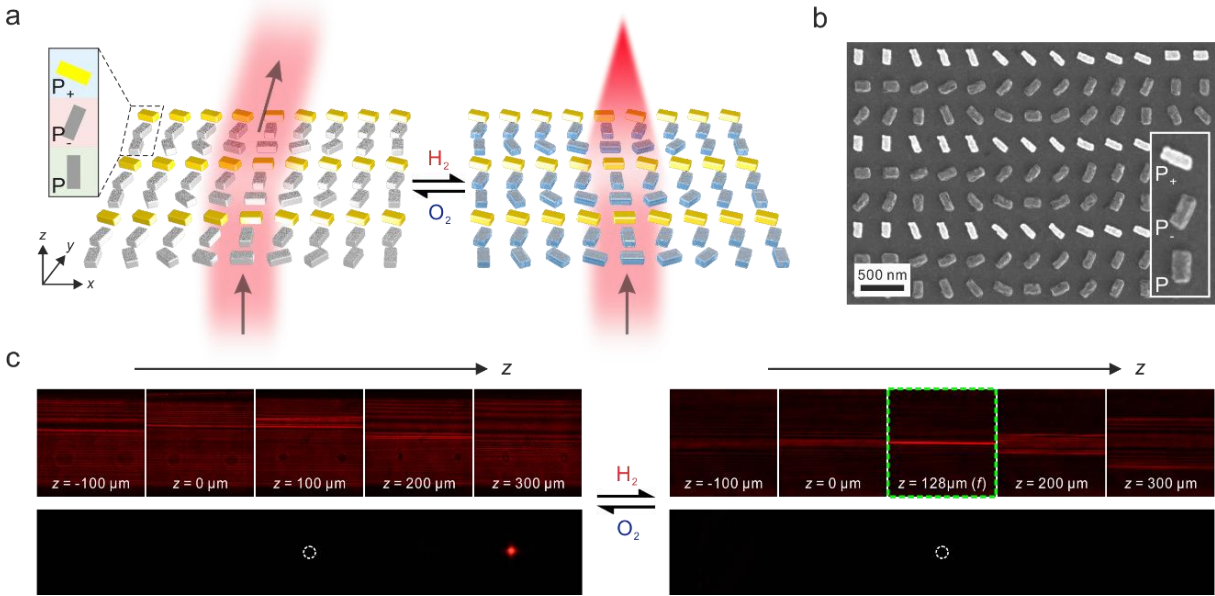 a
P₊
P₋
P
H₂
O₂
z
y
x
b
P₊
P₋
P
500 nm
c
z
z = -100 µm
z = 0 µm
z = 100 µm
z = 200 µm
z = 300 µm
H₂
O₂
z
z = -100 µm
z = 0 µm
z = 128µm (f)
z = 200 µm
z = 300 µm